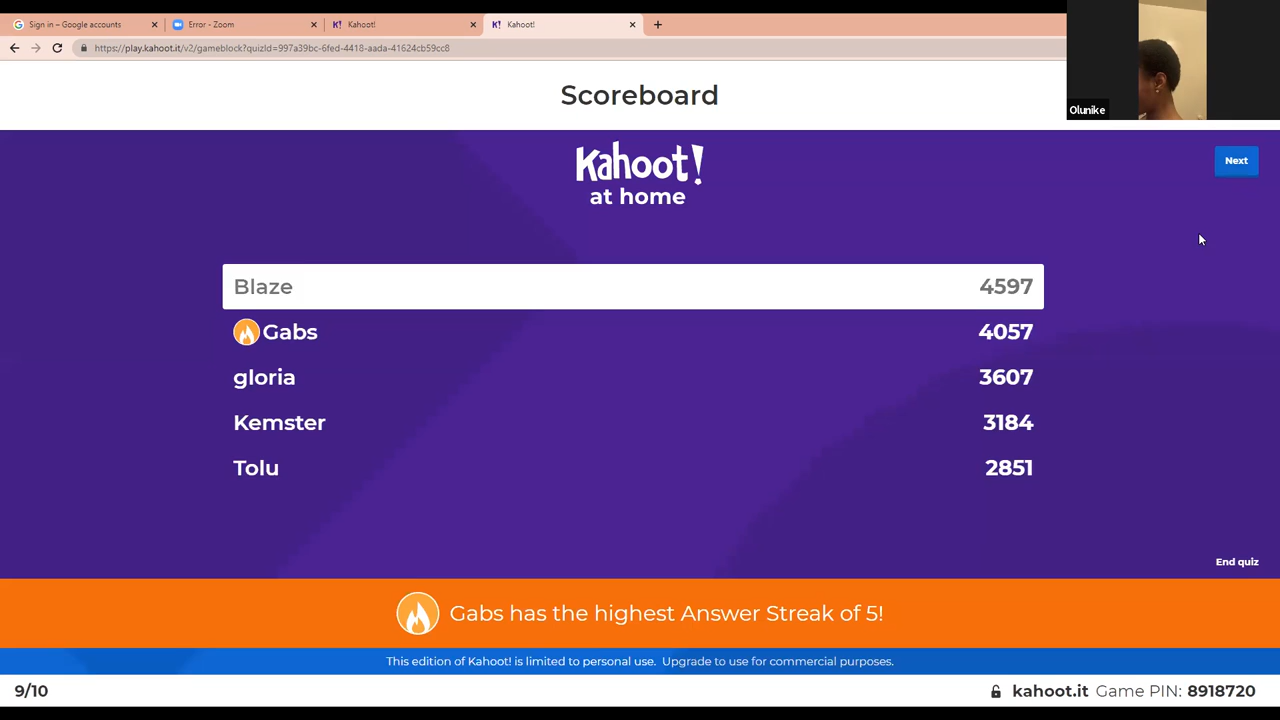 Sign in – Google accounts
Error - Zoom
Kahoot!
Kahoot!
https://play.kahoot.it/v2/gameblock?quizId=997a39bc-6fed-4418-aada-41624cb59cc8
Olunike
Scoreboard
Kahoot!
at home
Next
Blaze 4597
Gabs 4057
gloria 3607
Kemster 3184
Tolu 2851
End quiz
Gabs has the highest Answer Streak of 5!
This edition of Kahoot! is limited to personal use. Upgrade to use for commercial purposes.
9/10 kahoot.it Game PIN: 8918720